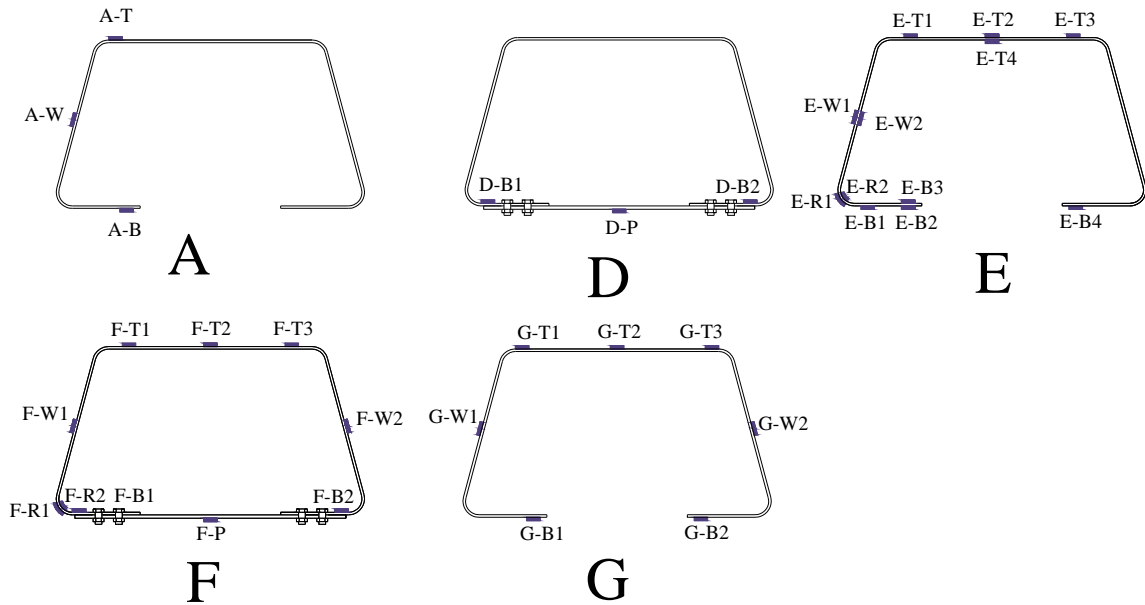 A-T
A-W
A-B
A
D-B1
D-B2
D-P
D
E-T1
E-T2
E-T3
E-T4
E-W1
E-W2
E-R2
E-B3
E-R1
E-B1
E-B2
E-B4
E
F-T1
F-T2
F-T3
F-W1
F-W2
F-R2
F-B1
F-B2
F-R1
F-P
F
G-T1
G-T2
G-T3
G-W1
G-W2
G-B1
G-B2
G